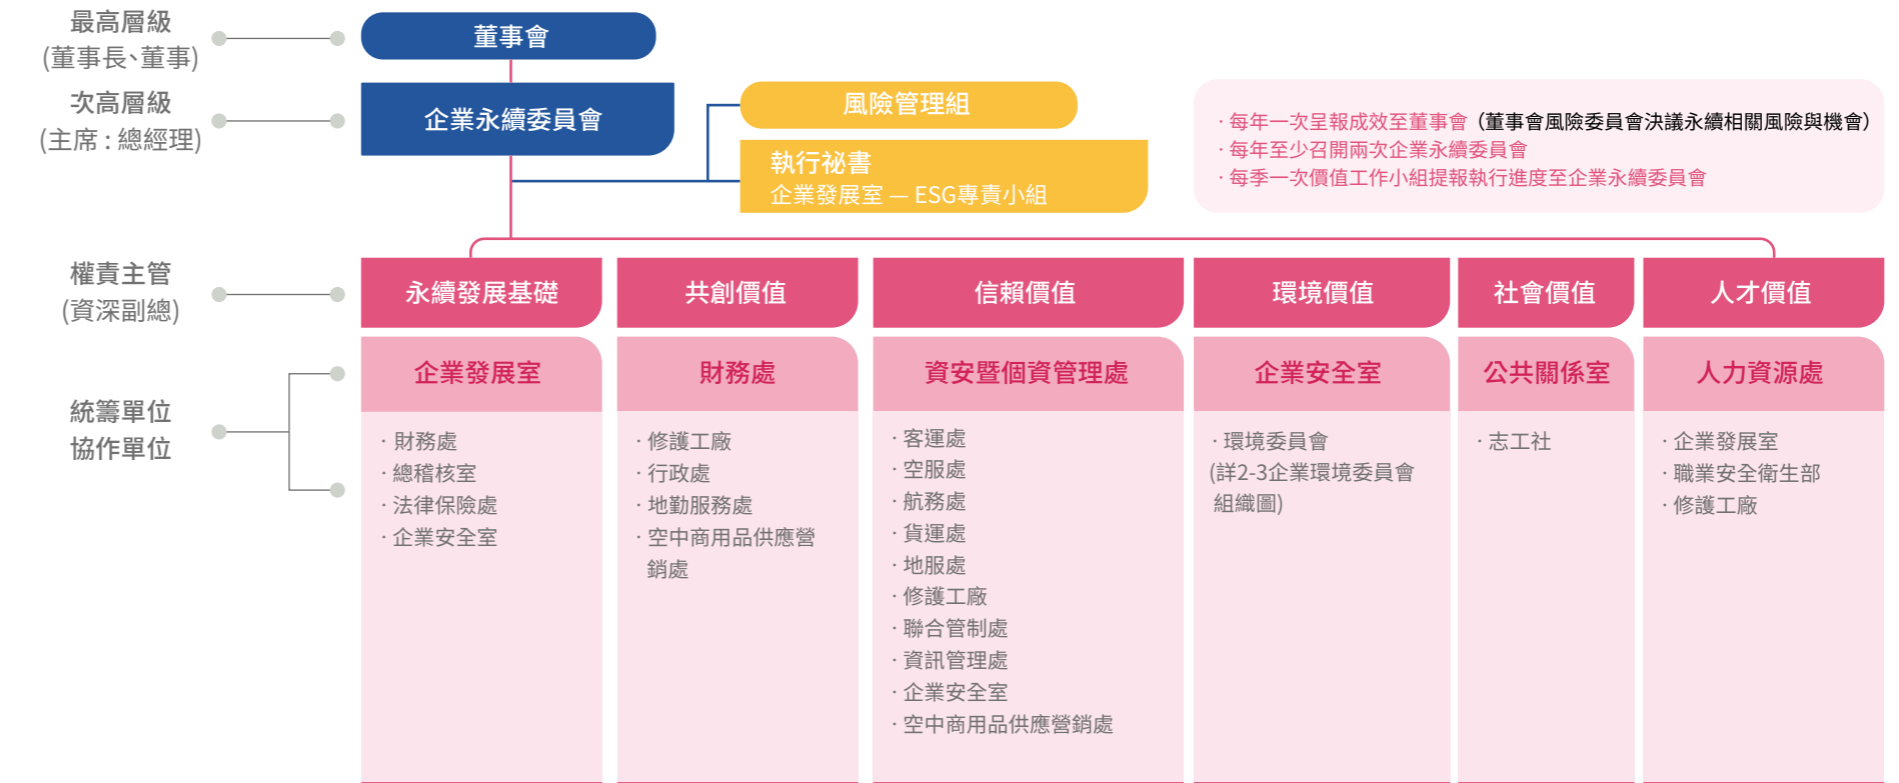 最高層級
(董事長、董事)
董事會
次高層級
(主席 : 總經理)
企業永續委員會
風險管理組
執行祕書
企業發展室 — ESG專責小組
· 每年一次呈報成效至董事會 (董事會風險委員會決議永續相關風險與機會)
· 每年至少召開兩次企業永續委員會
· 每季一次價值工作小組提報執行進度至企業永續委員會
權責主管
(資深副總)
永續發展基礎
共創價值
信賴價值
環境價值
社會價值
人才價值
統籌單位
協作單位
企業發展室
· 財務處
· 總稽核室
· 法律保險處
· 企業安全室
財務處
· 修護工廠
· 行政處
· 地勤服務處
· 空中商用品供應營
銷處
資安暨個資管理處
· 客運處
· 空服處
· 航務處
· 貨運處
· 地服處
· 修護工廠
· 聯合管制處
· 資訊管理處
· 企業安全室
· 空中商用品供應營銷處
企業安全室
· 環境委員會
(詳2-3企業環境委員會
組織圖)
公共關係室
· 志工社
人力資源處
· 企業發展室
· 職業安全衛生部
· 修護工廠